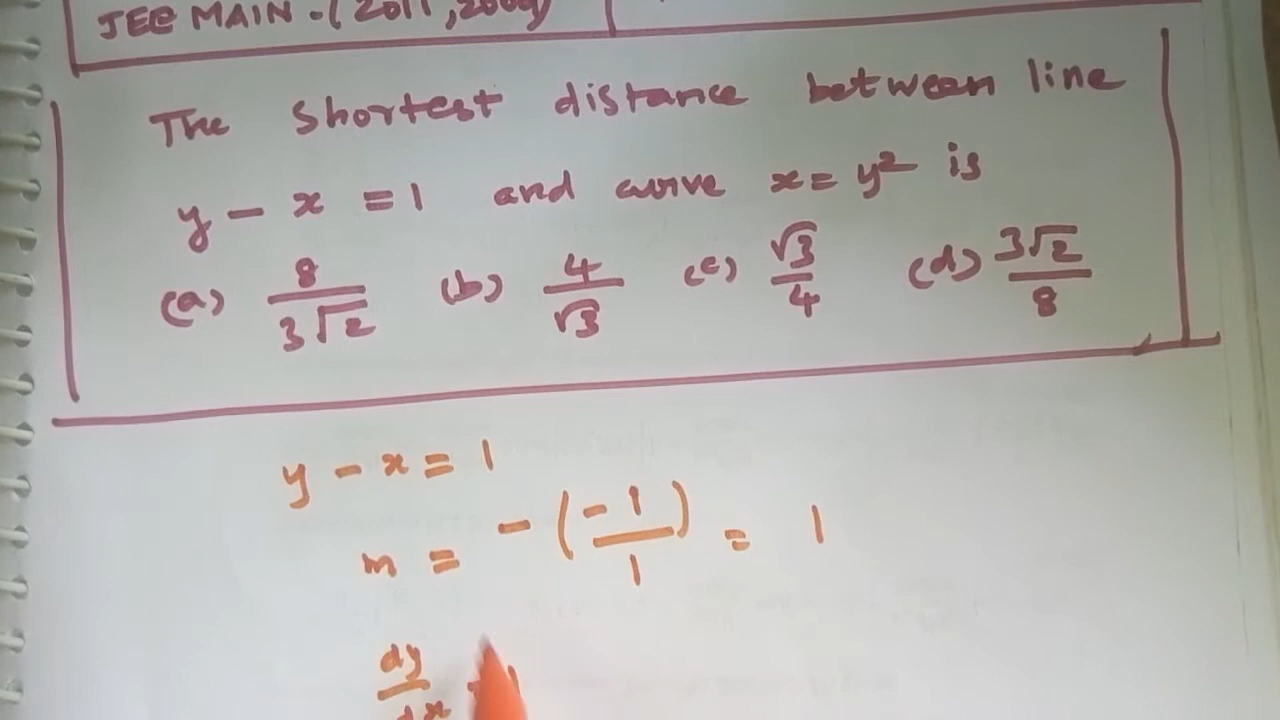 JEE MAIN - (2011, 2009)
The shortest distance between line
y - x = 1 and curve x = y² is
(a) 8/3√2 (b) 4/√3 (c) √3/4 (d) 3√2/8
y - x = 1
m = -(-1/1) = 1
dy/dx